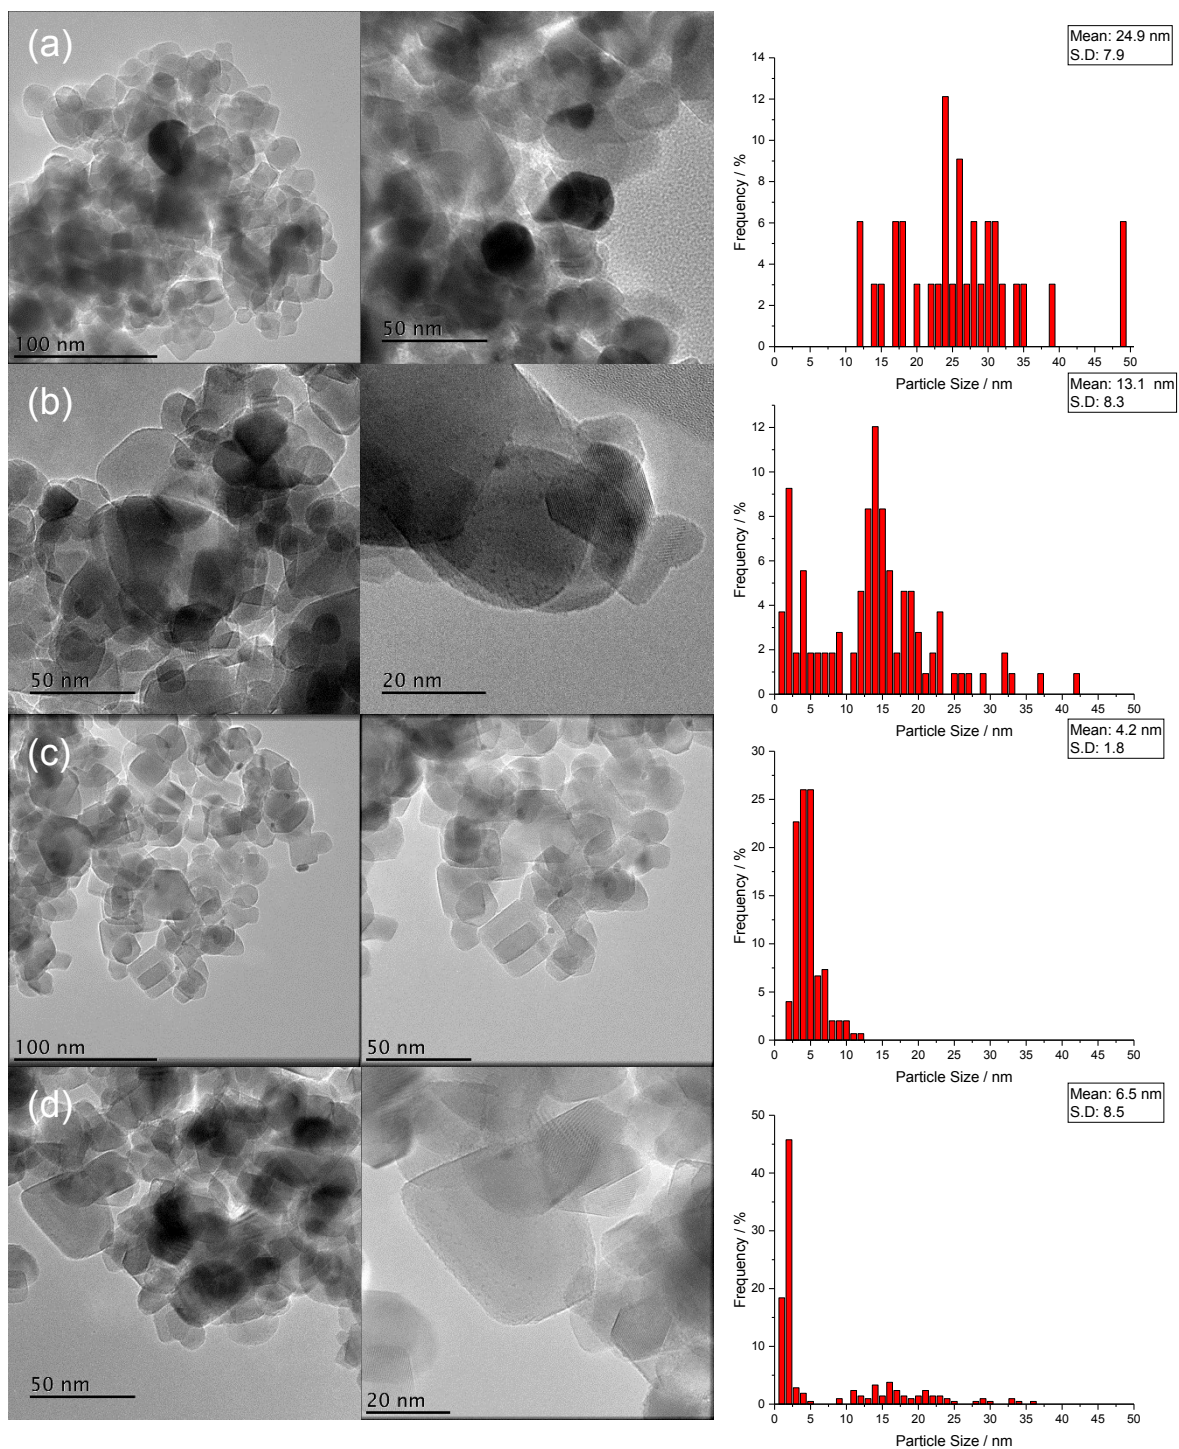 (a)
100 nm
50 nm
Mean: 24.9 nm
S.D: 7.9
Frequency / %
14
12
10
8
6
4
2
0
0 5 10 15 20 25 30 35 40 45 50
Particle Size / nm
(b)
50 nm
20 nm
Mean: 13.1 nm
S.D: 8.3
Frequency / %
12
10
8
6
4
2
0
0 5 10 15 20 25 30 35 40 45 50
Particle Size / nm
(c)
100 nm
50 nm
Mean: 4.2 nm
S.D: 1.8
Frequency / %
30
25
20
15
10
5
0
0 5 10 15 20 25 30 35 40 45 50
Particle Size / nm
(d)
50 nm
20 nm
Mean: 6.5 nm
S.D: 8.5
Frequency / %
50
40
30
20
10
0
0 5 10 15 20 25 30 35 40 45 50
Particle Size / nm